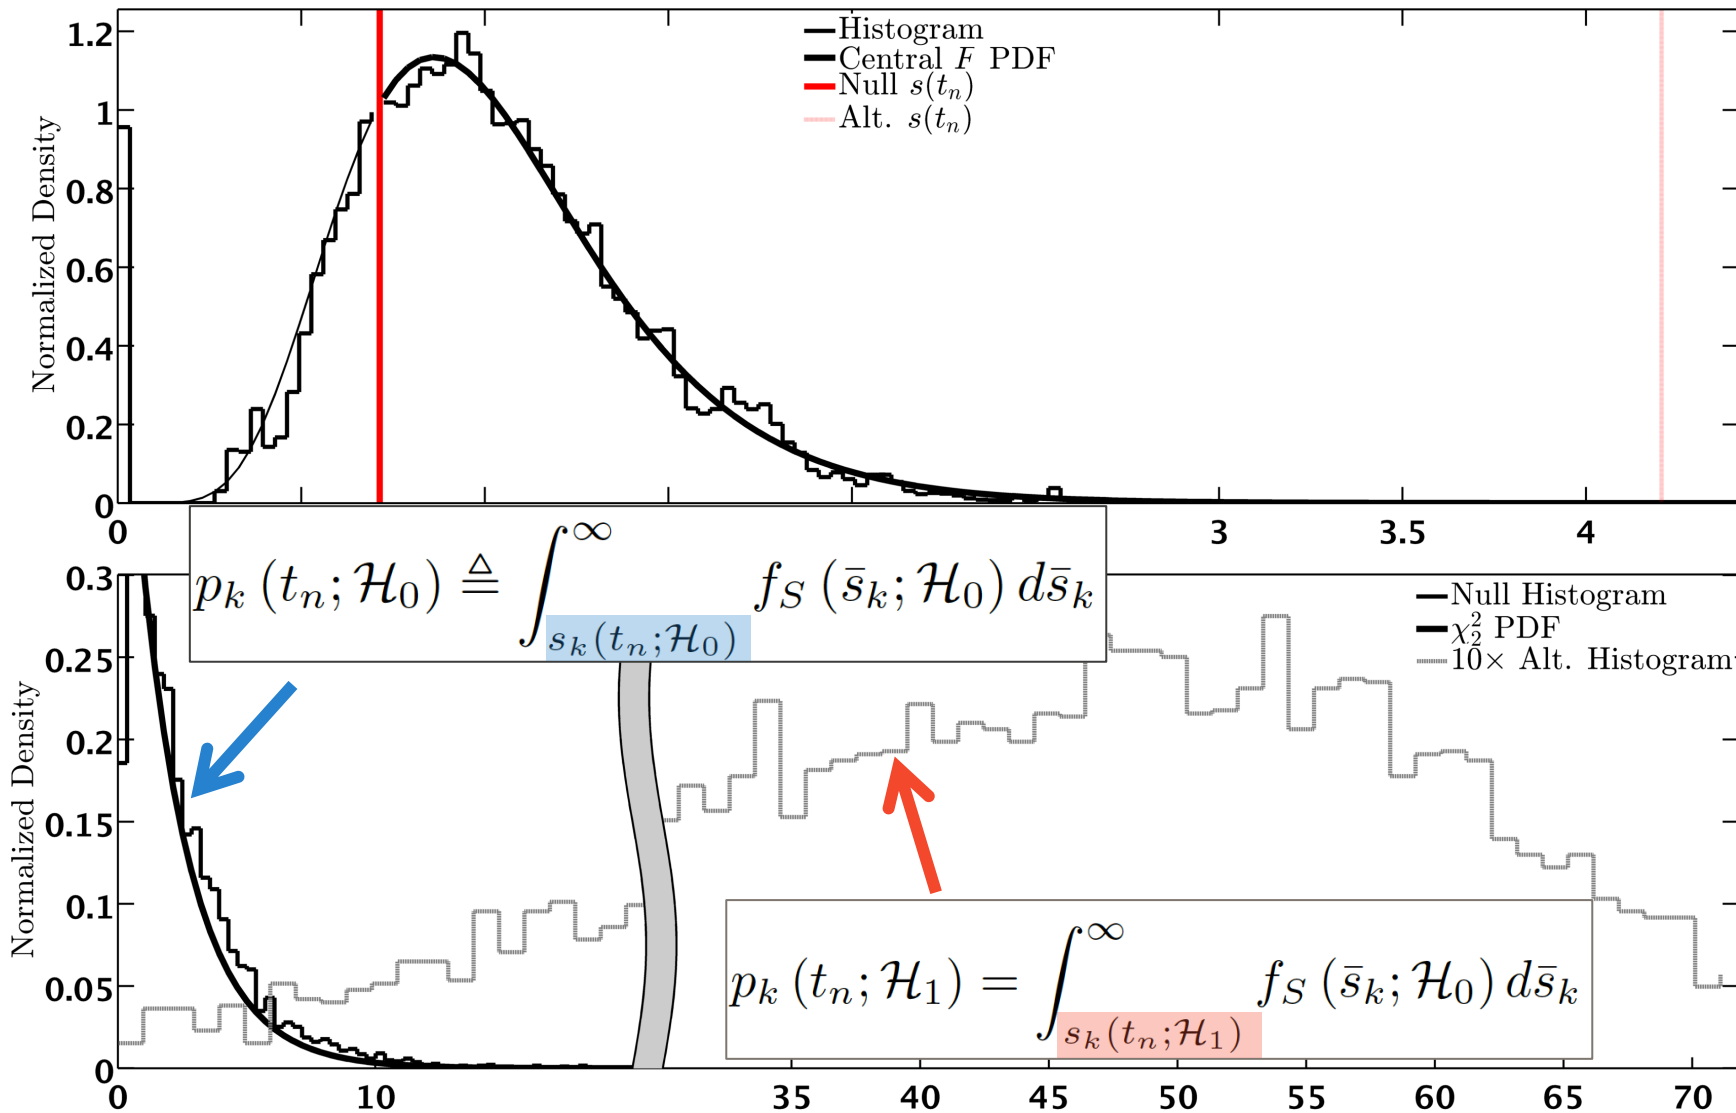 Normalized Density
1.2
1
0.8
0.6
0.4
0.2
0
Histogram
Central F PDF
Null s(tₙ)
Alt. s(tₙ)
0 3 3.5 4
pₖ (tₙ; ℋ₀) ≜ ∫_{sₖ(tₙ;ℋ₀)}^∞ f_S (s̄ₖ; ℋ₀) ds̄ₖ
Normalized Density
0.3
0.25
0.2
0.15
0.1
0.05
0
Null Histogram
χ₂² PDF
10× Alt. Histogram
pₖ (tₙ; ℋ₁) = ∫_{sₖ(tₙ;ℋ₁)}^∞ f_S (s̄ₖ; ℋ₀) ds̄ₖ
0 10 35 40 45 50 55 60 65 70